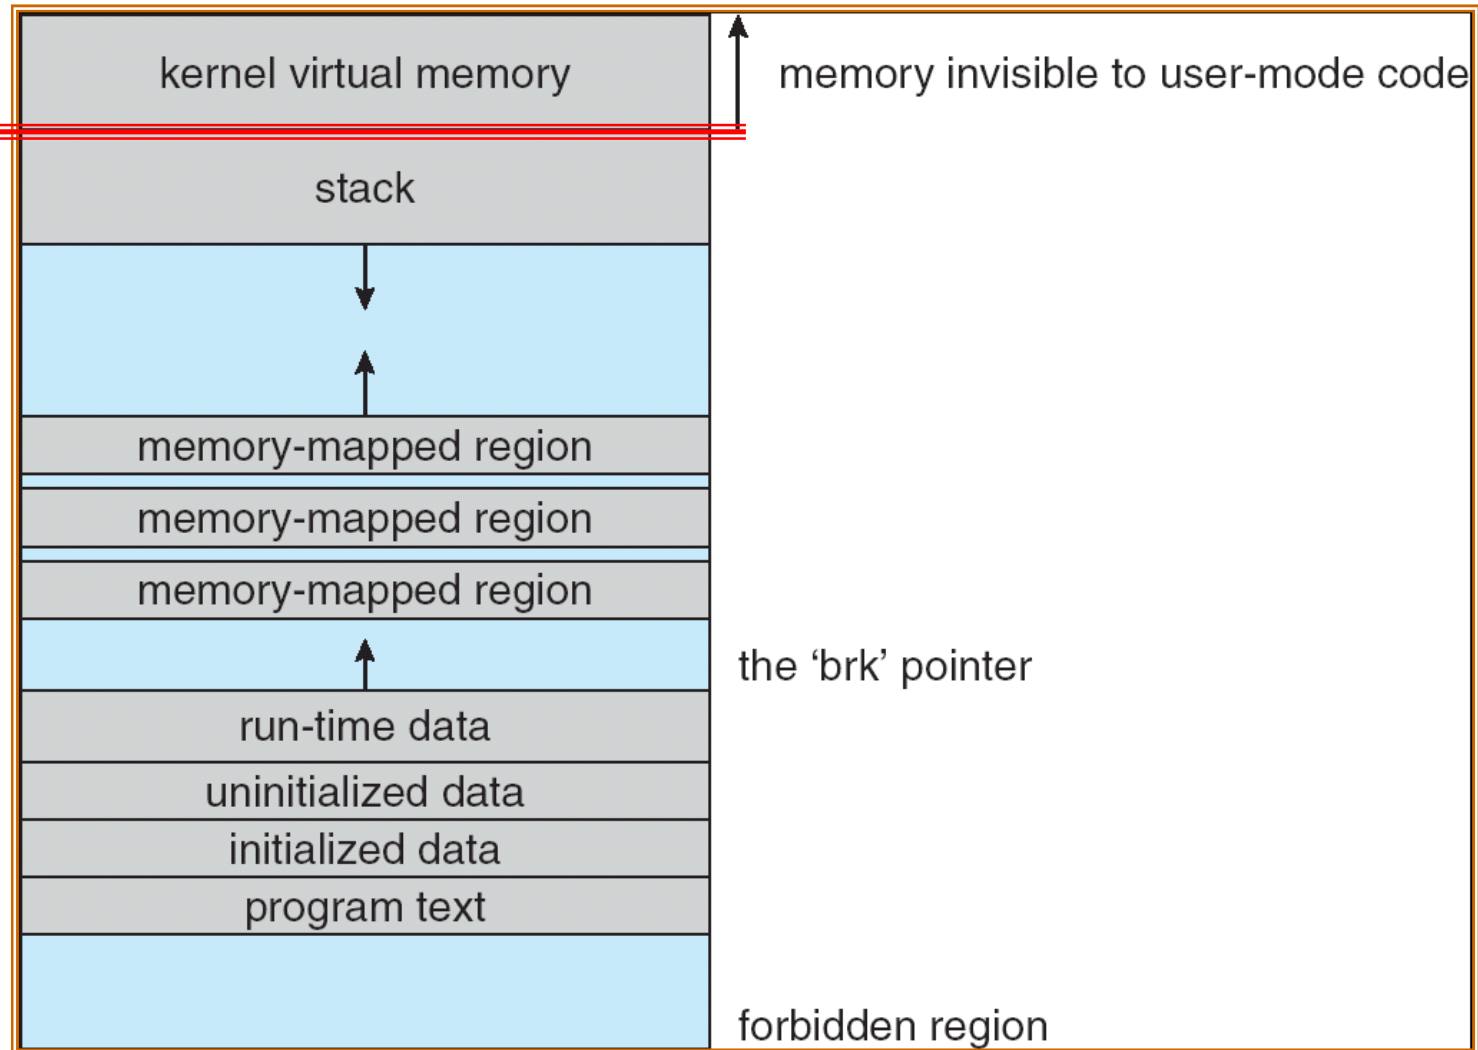 kernel virtual memory
memory invisible to user-mode code
stack
memory-mapped region
memory-mapped region
memory-mapped region
the ‘brk’ pointer
run-time data
uninitialized data
initialized data
program text
forbidden region